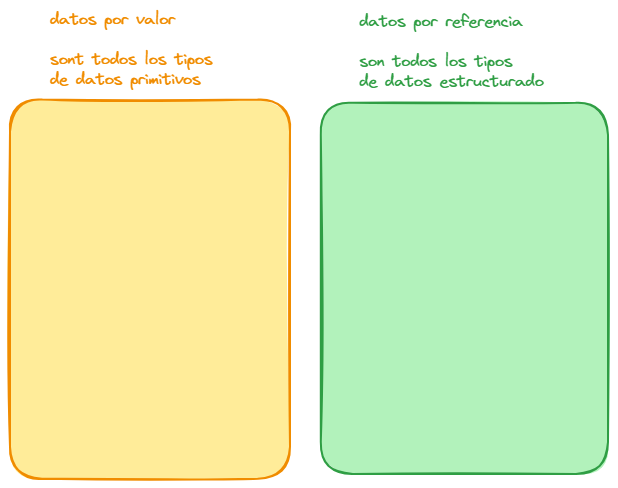 datos por valor
sont todos los tipos
de datos primitivos
datos por referencia
son todos los tipos
de datos estructurado